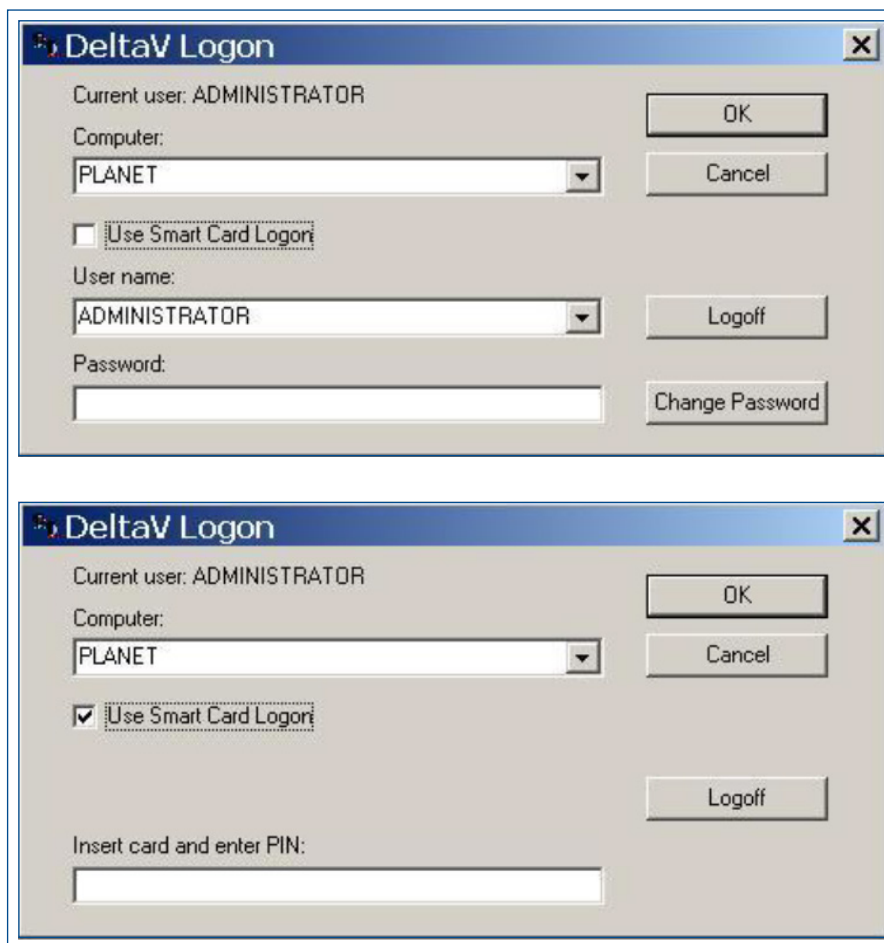 DeltaV Logon
Current user: ADMINISTRATOR
OK
Computer:
PLANET
Cancel
Use Smart Card Logon
User name:
ADMINISTRATOR
Logoff
Password:
Change Password
DeltaV Logon
Current user: ADMINISTRATOR
OK
Computer:
PLANET
Cancel
Use Smart Card Logon
Logoff
Insert card and enter PIN: